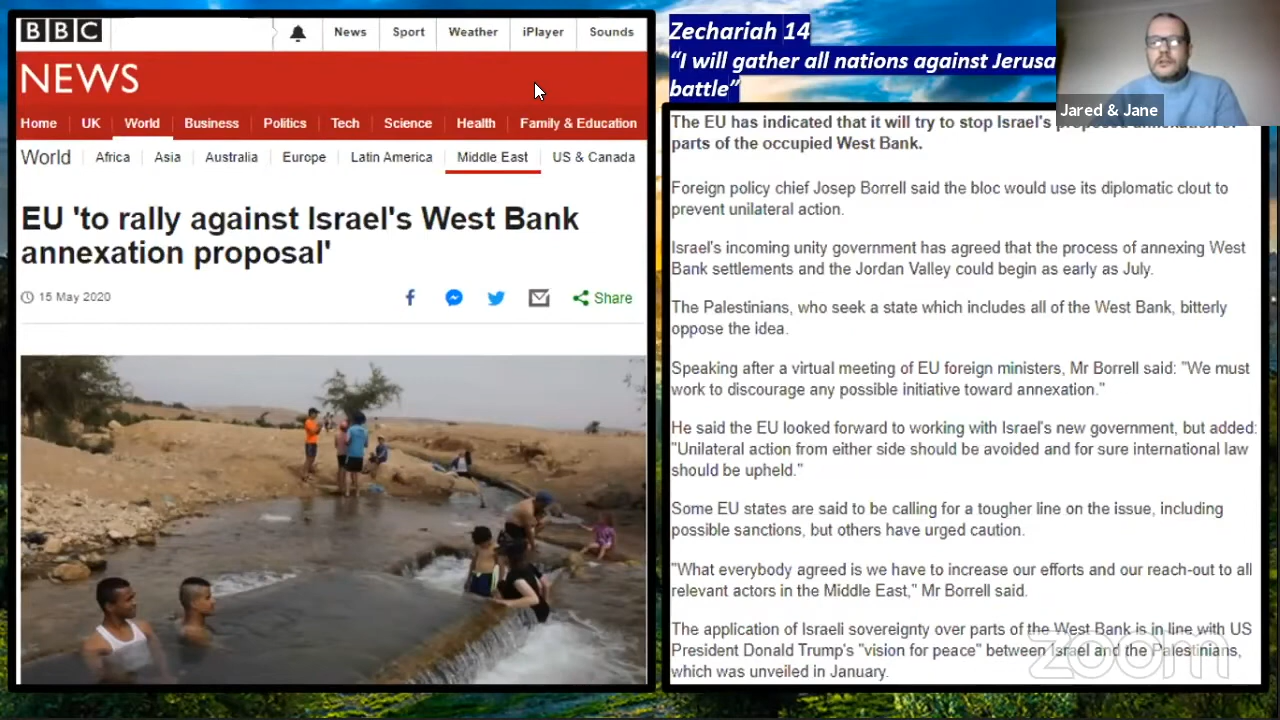 BBC
News
Sport
Weather
iPlayer
Sounds
NEWS
Home
UK
World
Business
Politics
Tech
Science
Health
Family & Education
World
Africa
Asia
Australia
Europe
Latin America
Middle East
US & Canada
EU 'to rally against Israel's West Bank
annexation proposal'
15 May 2020
Share
Zechariah 14
“I will gather all nations against Jerusa
battle”
Jared & Jane
The EU has indicated that it will try to stop Israel's
parts of the occupied West Bank.
Foreign policy chief Josep Borrell said the bloc would use its diplomatic clout to
prevent unilateral action.
Israel's incoming unity government has agreed that the process of annexing West
Bank settlements and the Jordan Valley could begin as early as July.
The Palestinians, who seek a state which includes all of the West Bank, bitterly
oppose the idea.
Speaking after a virtual meeting of EU foreign ministers, Mr Borrell said: "We must
work to discourage any possible initiative toward annexation."
He said the EU looked forward to working with Israel's new government, but added:
"Unilateral action from either side should be avoided and for sure international law
should be upheld."
Some EU states are said to be calling for a tougher line on the issue, including
possible sanctions, but others have urged caution.
"What everybody agreed is we have to increase our efforts and our reach-out to all
relevant actors in the Middle East," Mr Borrell said.
The application of Israeli sovereignty over parts of the West Bank is in line with US
President Donald Trump's "vision for peace" between Israel and the Palestinians,
which was unveiled in January.
zoom